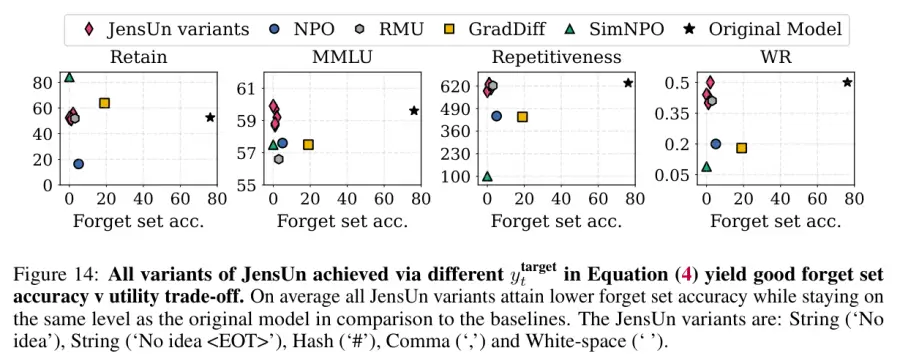 JensUn variants NPO RMU GradDiff SimNPO Original Model
Retain MMLU Repetitiveness WR
80 60 40 20 0
61 59 57 55
620 490 360 230 100
0.5 0.35 0.2 0.05
0 20 40 60 80 0 20 40 60 80 0 20 40 60 80 0 20 40 60 80
Forget set acc. Forget set acc. Forget set acc. Forget set acc.
Figure 14: All variants of JensUn achieved via different y_t^target in Equation (4) yield good forget set
accuracy v utility trade-off. On average all JensUn variants attain lower forget set accuracy while staying on
the same level as the original model in comparison to the baselines. The JensUn variants are: String (‘No
idea’), String (‘No idea <EOT>’), Hash (‘#’), Comma (‘,’) and White-space (‘ ’).